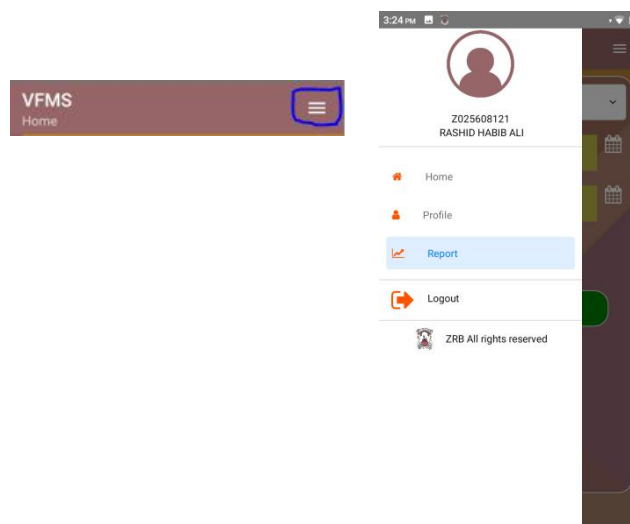 VFMS
Home
3:24 PM
Z025608121
RASHID HABIB ALI
Home
Profile
Report
Logout
ZRB All rights reserved